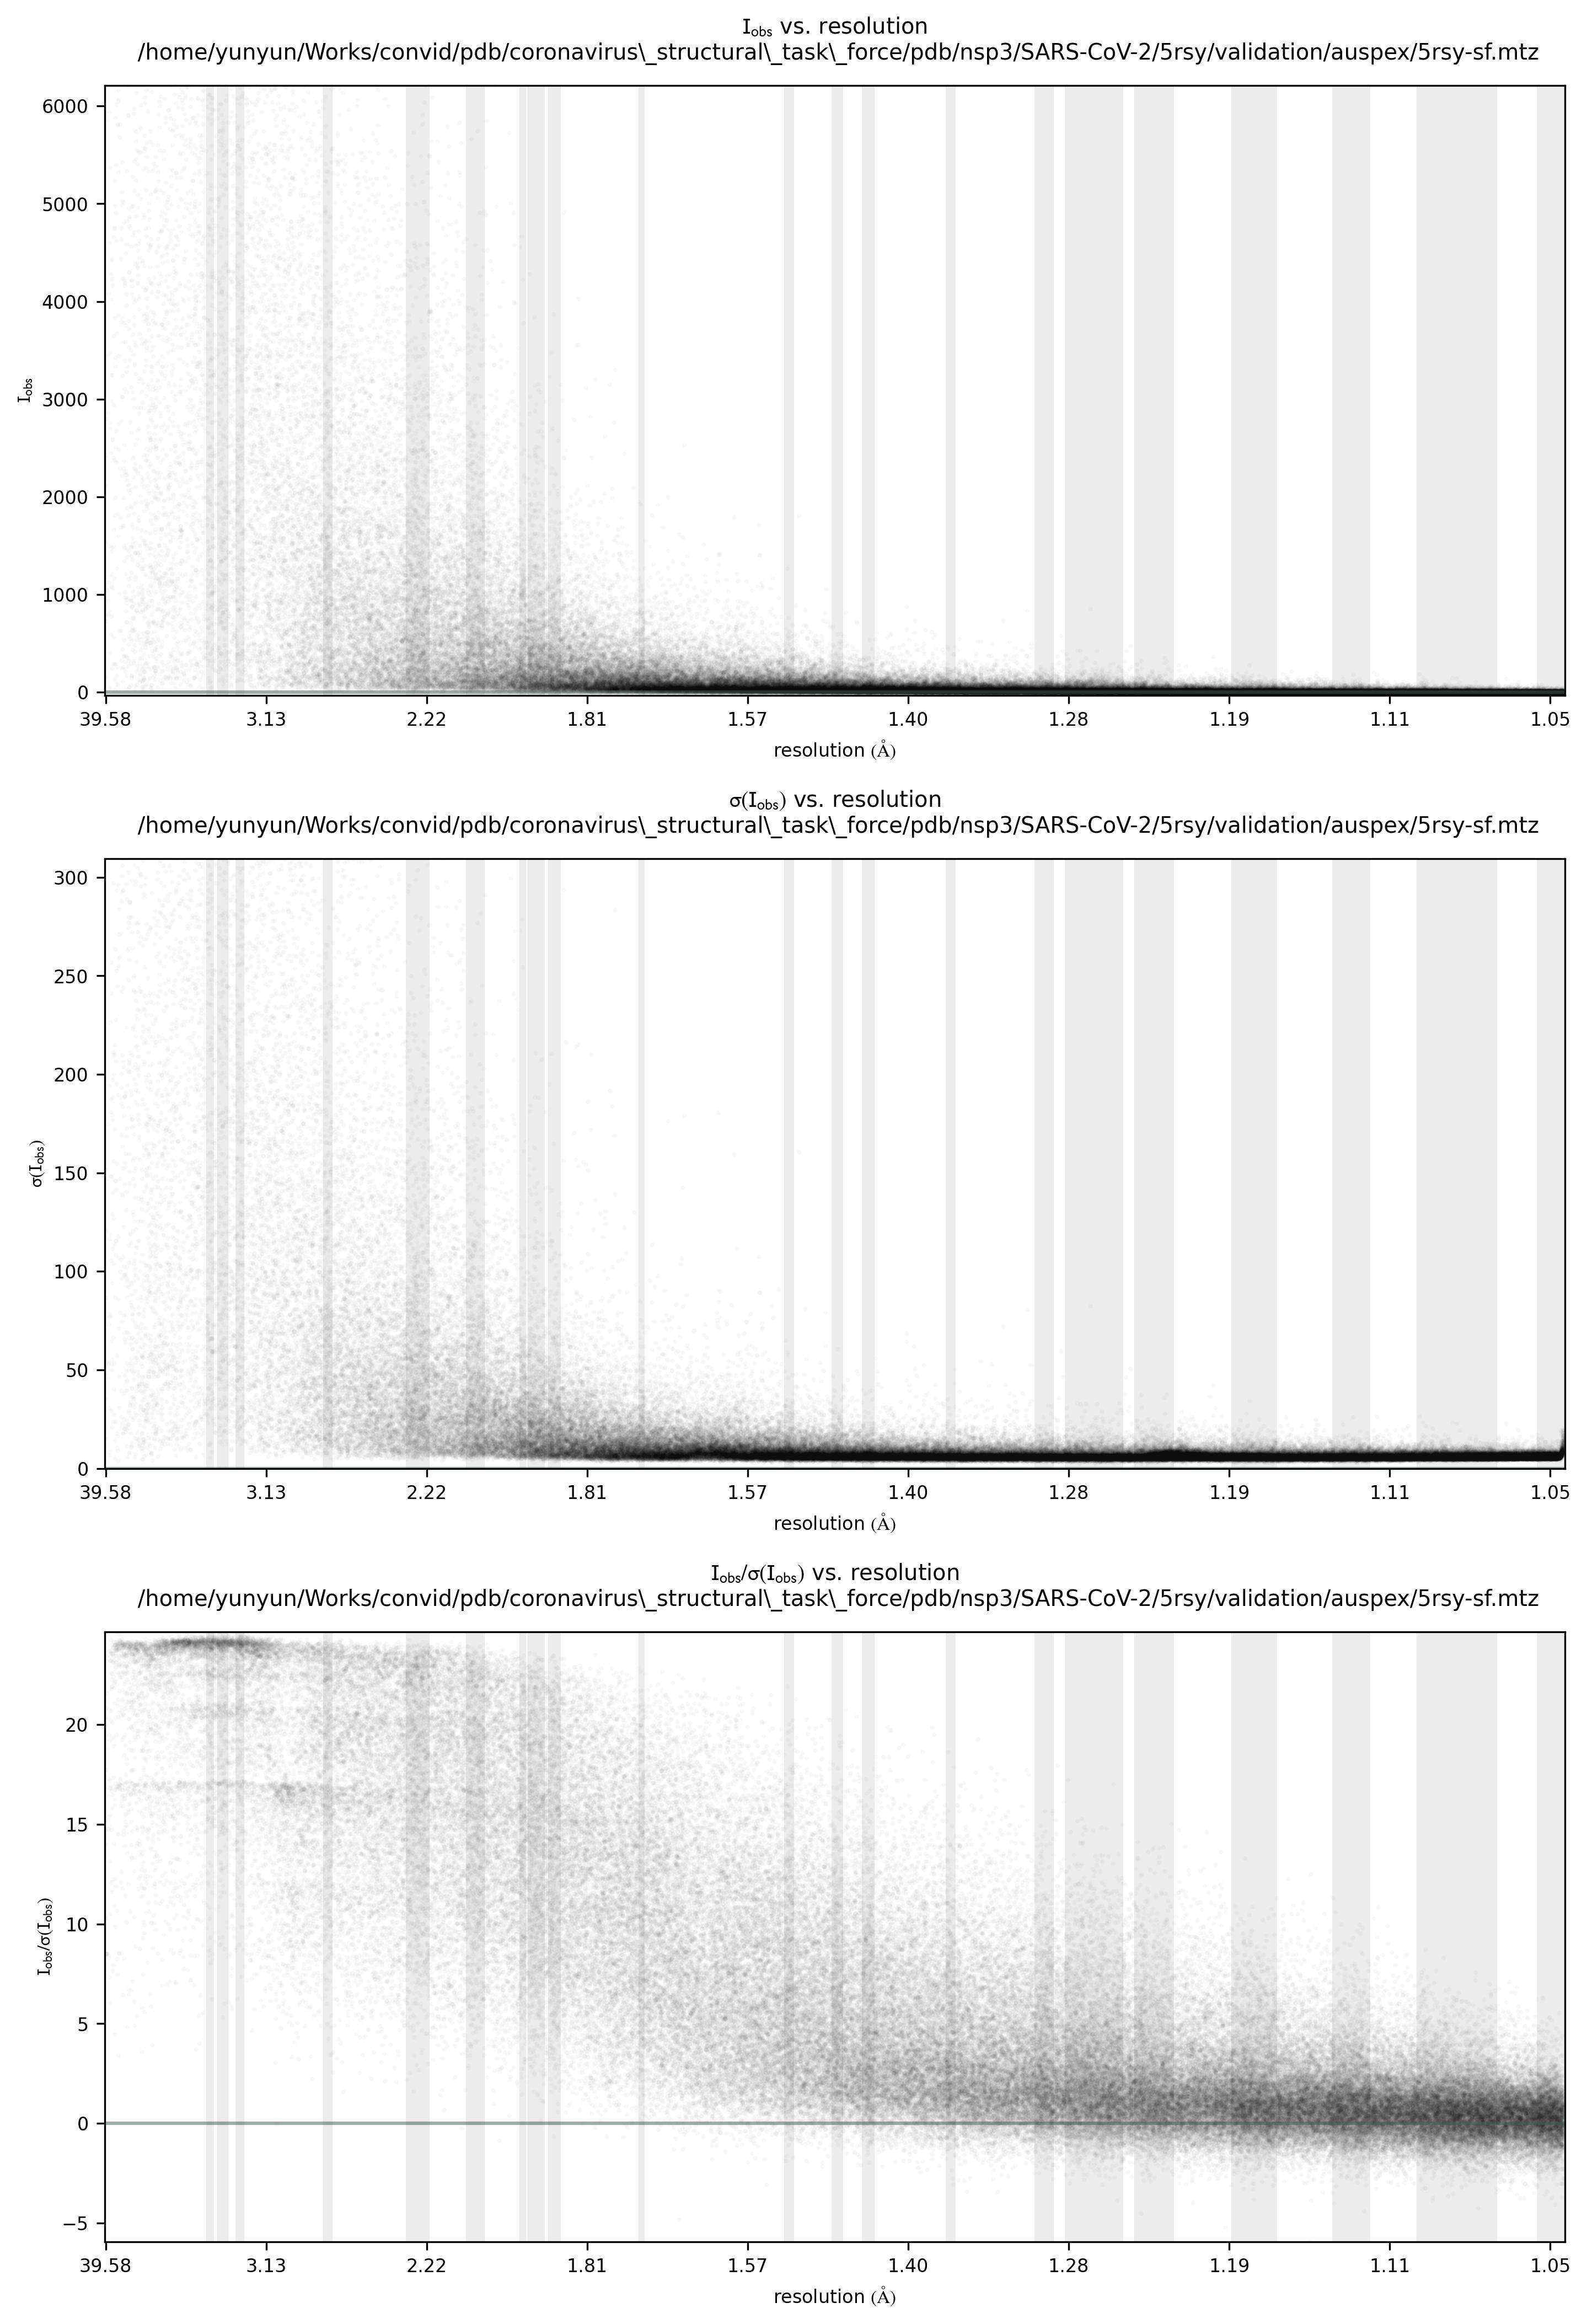 I_obs vs. resolution
/home/yunyun/Works/convid/pdb/coronavirus\_structural\_task\_force/pdb/nsp3/SARS-CoV-2/5rsy/validation/auspex/5rsy-sf.mtz
6000
5000
4000
3000
2000
1000
0
I_obs
39.58 3.13 2.22 1.81 1.57 1.40 1.28 1.19 1.11 1.05
resolution (Å)
σ(I_obs) vs. resolution
/home/yunyun/Works/convid/pdb/coronavirus\_structural\_task\_force/pdb/nsp3/SARS-CoV-2/5rsy/validation/auspex/5rsy-sf.mtz
300
250
200
150
100
50
0
σ(I_obs)
39.58 3.13 2.22 1.81 1.57 1.40 1.28 1.19 1.11 1.05
resolution (Å)
I_obs/σ(I_obs) vs. resolution
/home/yunyun/Works/convid/pdb/coronavirus\_structural\_task\_force/pdb/nsp3/SARS-CoV-2/5rsy/validation/auspex/5rsy-sf.mtz
20
15
10
5
0
−5
I_obs/σ(I_obs)
39.58 3.13 2.22 1.81 1.57 1.40 1.28 1.19 1.11 1.05
resolution (Å)